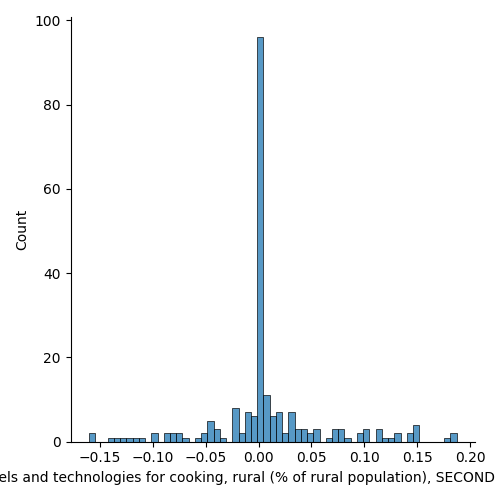 100
80
60
40
20
0
Count
−0.15 −0.10 −0.05 0.00 0.05 0.10 0.15 0.20
els and technologies for cooking, rural (% of rural population), SECOND